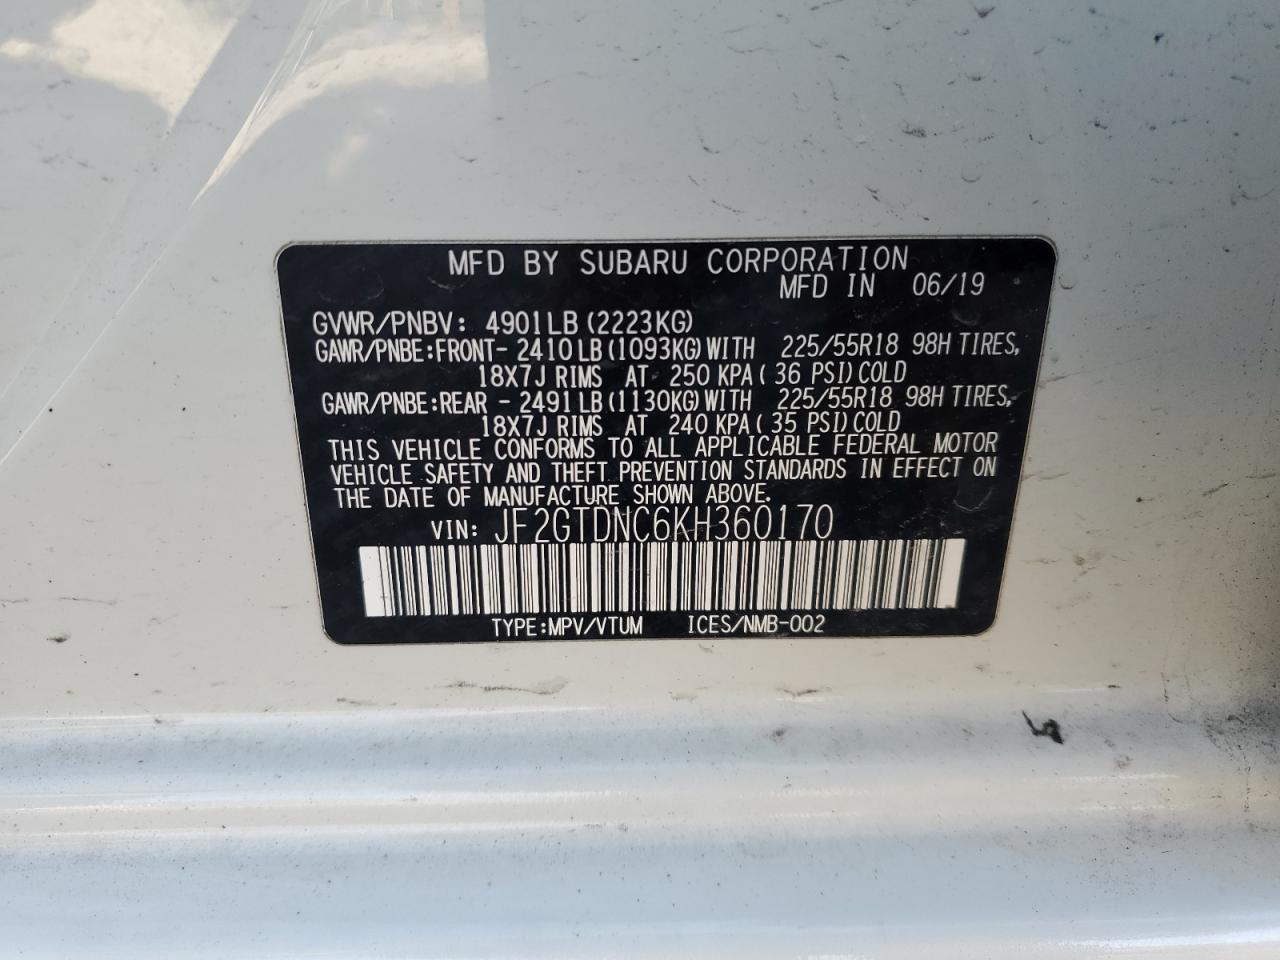 MFD BY SUBARU CORPORATION
MFD IN 06/19
GVWR/PNBV: 4901LB (2223KG)
GAWR/PNBE:FRONT- 2410LB (1093KG) WITH 225/55R18 98H TIRES,
18X7J RIMS AT 250 KPA ( 36 PSI) COLD
GAWR/PNBE:REAR - 2491LB (1130KG) WITH 225/55R18 98H TIRES,
18X7J RIMS AT 240 KPA ( 35 PSI) COLD
THIS VEHICLE CONFORMS TO ALL APPLICABLE FEDERAL MOTOR
VEHICLE SAFETY AND THEFT PREVENTION STANDARDS IN EFFECT ON
THE DATE OF MANUFACTURE SHOWN ABOVE.
VIN: JF2GTDNC6KH360170
TYPE:MPV/VTUM ICES/NMB-002